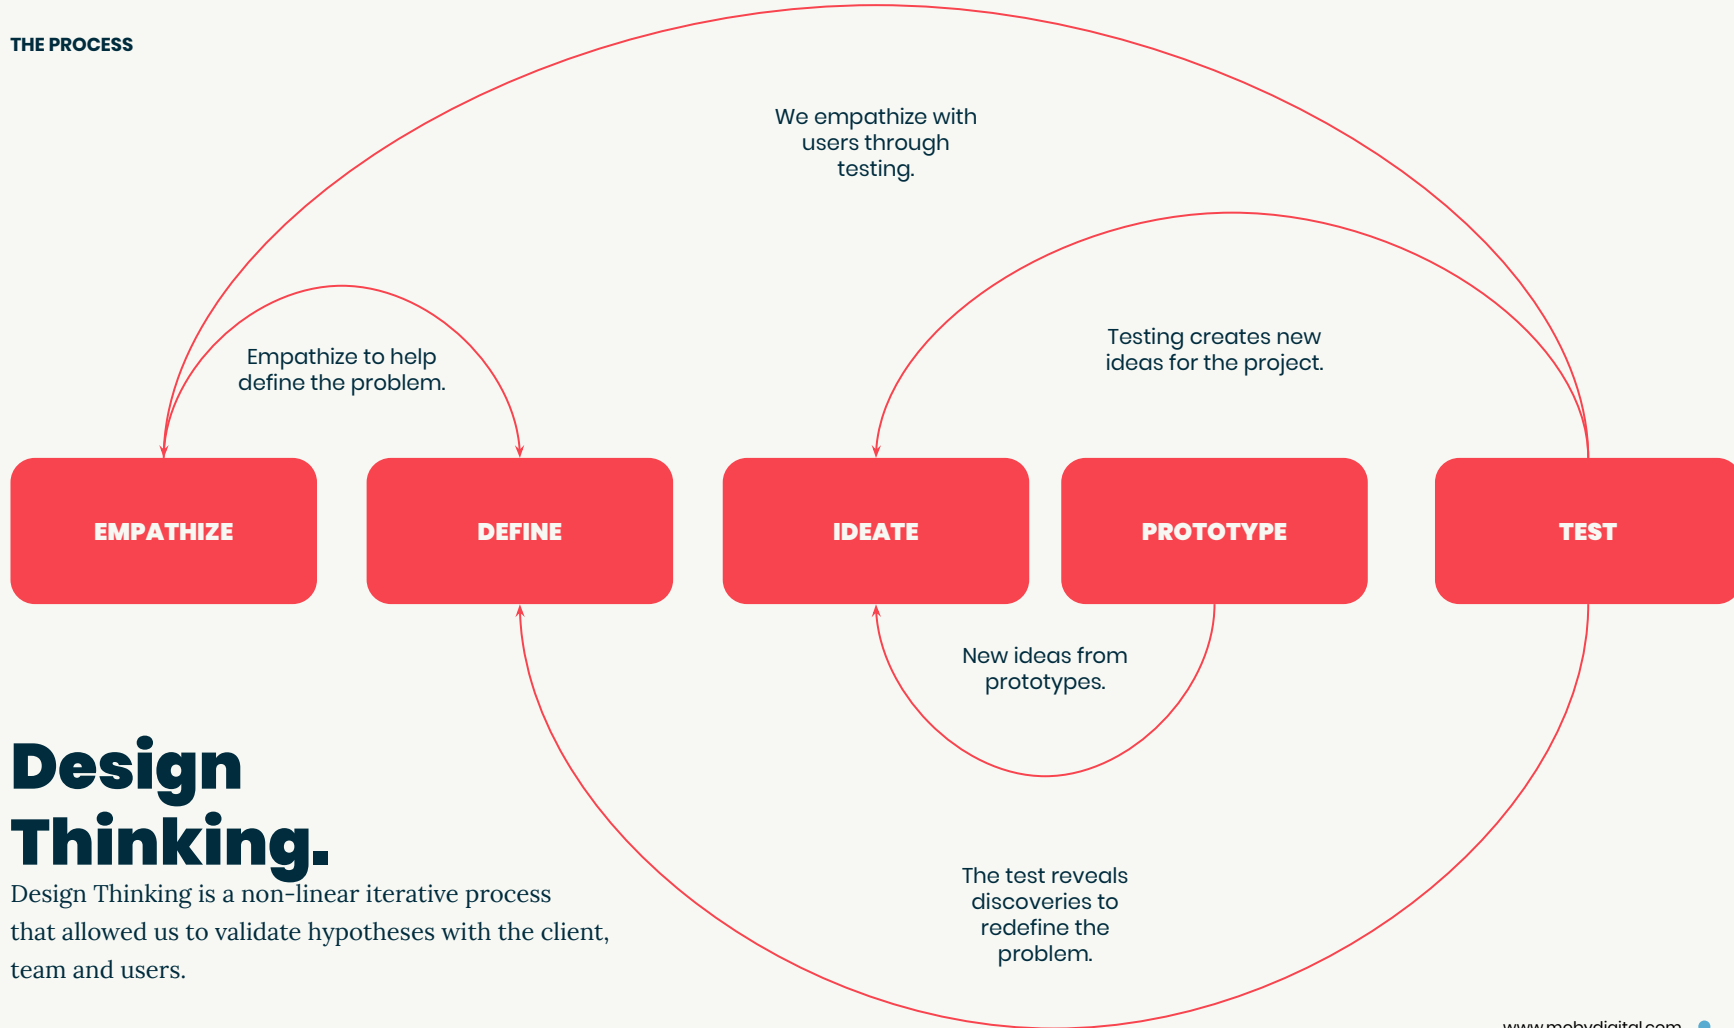 THE PROCESS
We empathize with
users through
testing.
Empathize to help
define the problem.
Testing creates new
ideas for the project.
EMPATHIZE
DEFINE
IDEATE
PROTOTYPE
TEST
New ideas from
prototypes.
Design
Thinking.
Design Thinking is a non-linear iterative process
that allowed us to validate hypotheses with the client,
team and users.
The test reveals
discoveries to
redefine the
problem.
www.mobydigital.com